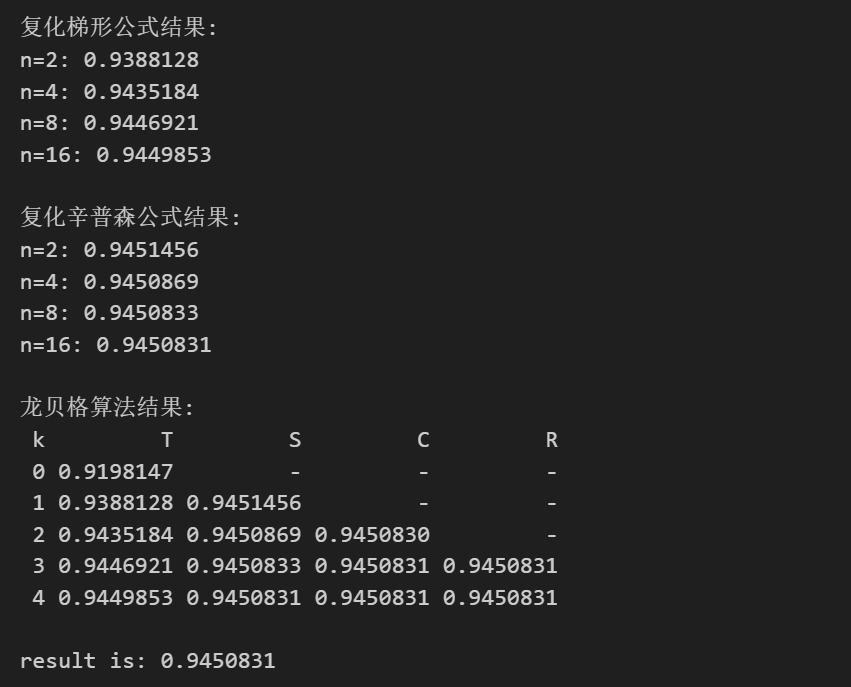 复化梯形公式结果:
n=2: 0.9388128
n=4: 0.9435184
n=8: 0.9446921
n=16: 0.9449853
复化辛普森公式结果:
n=2: 0.9451456
n=4: 0.9450869
n=8: 0.9450833
n=16: 0.9450831
龙贝格算法结果:
k T S C R
0 0.9198147 - - -
1 0.9388128 0.9451456 - -
2 0.9435184 0.9450869 0.9450830 -
3 0.9446921 0.9450833 0.9450831 0.9450831
4 0.9449853 0.9450831 0.9450831 0.9450831
result is: 0.9450831